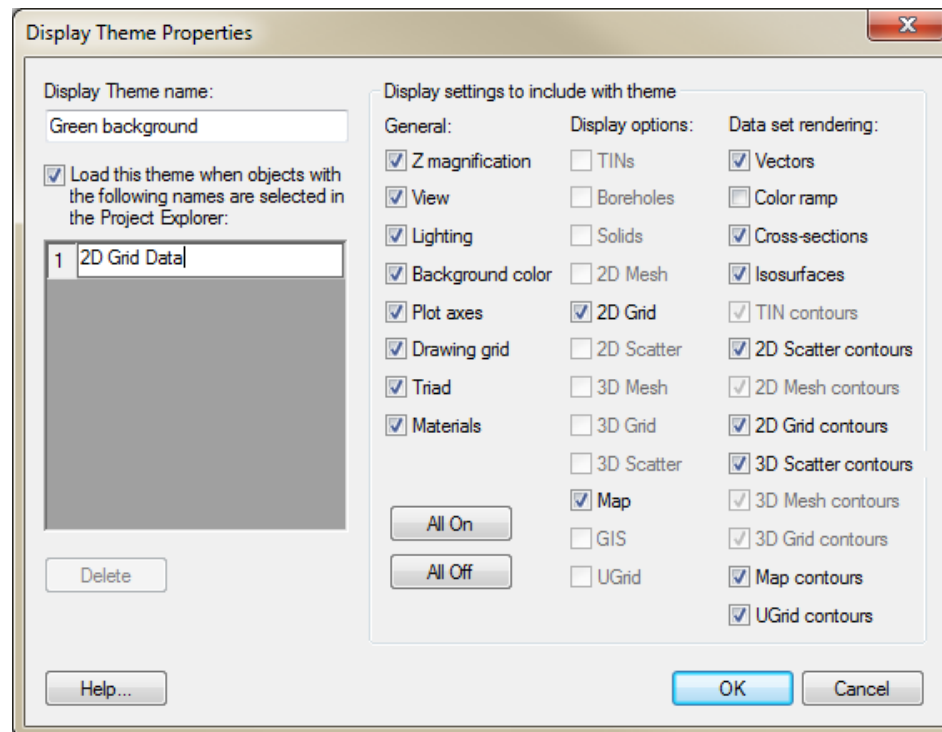 Display Theme Properties
Display Theme name:
Green background
Load this theme when objects with
the following names are selected in
the Project Explorer:
1 2D Grid Data
Delete
Help...
Display settings to include with theme
General:
Z magnification
View
Lighting
Background color
Plot axes
Drawing grid
Triad
Materials
All On
All Off
Display options:
TINs
Boreholes
Solids
2D Mesh
2D Grid
2D Scatter
3D Mesh
3D Grid
3D Scatter
Map
GIS
UGrid
Data set rendering:
Vectors
Color ramp
Cross-sections
Isosurfaces
TIN contours
2D Scatter contours
2D Mesh contours
2D Grid contours
3D Scatter contours
3D Mesh contours
3D Grid contours
Map contours
UGrid contours
OK
Cancel